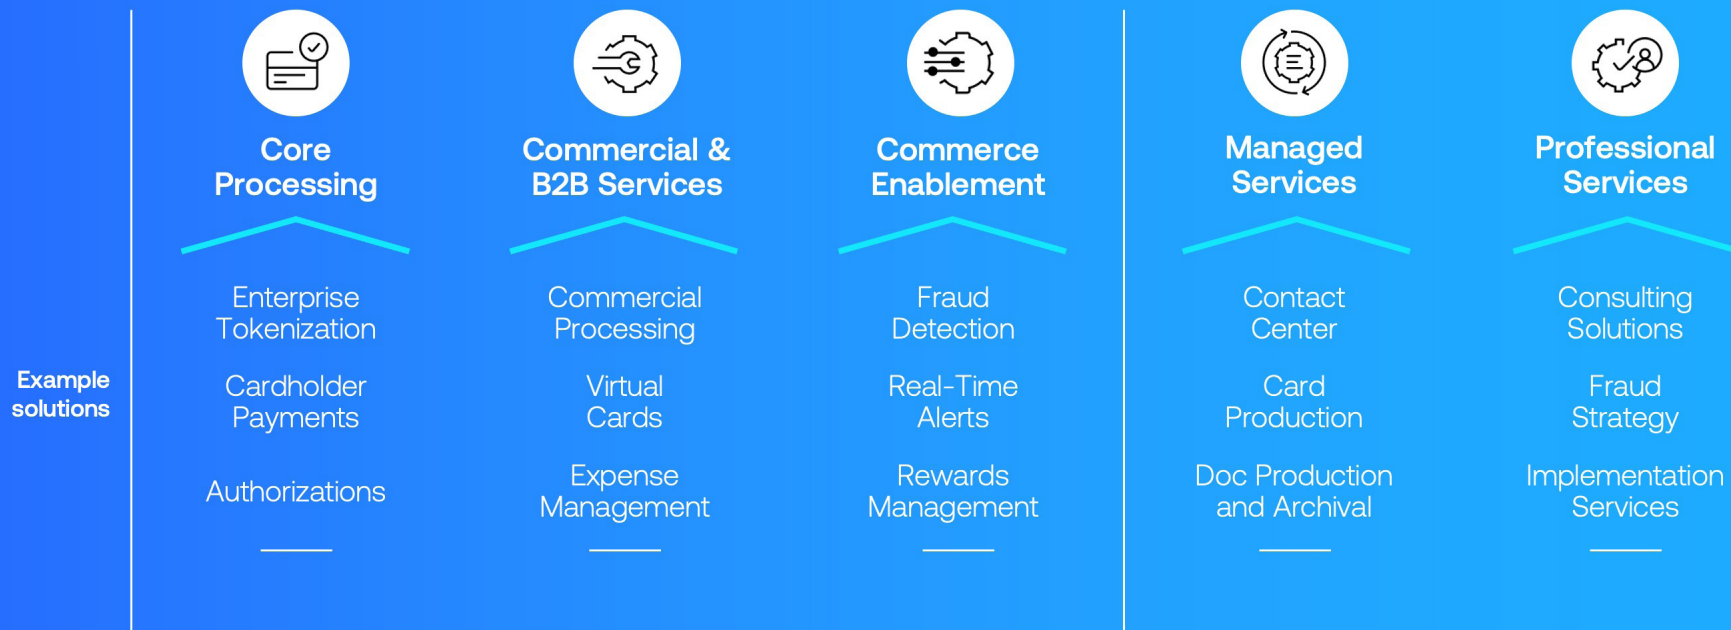 Core
Processing
Enterprise
Tokenization
Cardholder
Payments
Authorizations
Commercial &
B2B Services
Commercial
Processing
Virtual
Cards
Expense
Management
Commerce
Enablement
Fraud
Detection
Real-Time
Alerts
Rewards
Management
Managed
Services
Contact
Center
Card
Production
Doc Production
and Archival
Professional
Services
Consulting
Solutions
Fraud
Strategy
Implementation
Services
Example
solutions